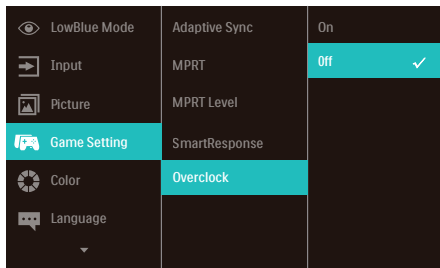 LowBlue Mode
Input
Picture
Game Setting
Color
Language
Adaptive Sync
MPRT
MPRT Level
SmartResponse
Overclock
On
Off